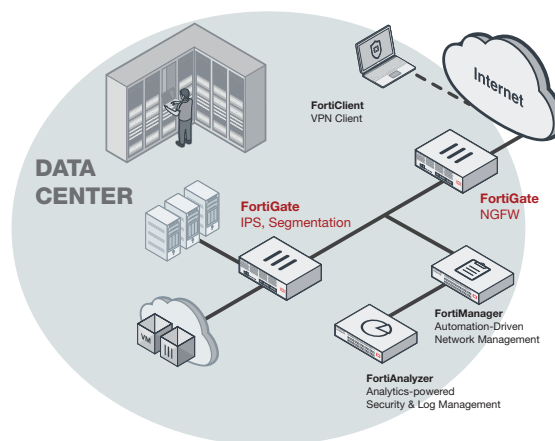 Internet
FortiClient
VPN Client
DATA
CENTER
FortiGate
NGFW
FortiGate
IPS, Segmentation
VM
FortiManager
Automation-Driven
Network Management
FortiAnalyzer
Analytics-powered
Security & Log Management